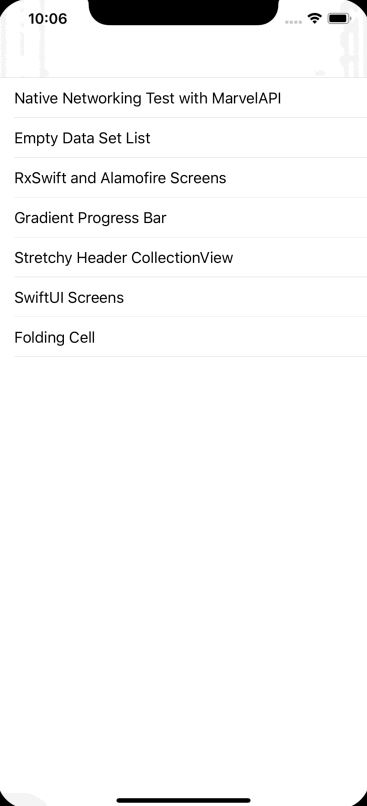 10:06
Native Networking Test with MarvelAPI
Empty Data Set List
RxSwift and Alamofire Screens
Gradient Progress Bar
Stretchy Header CollectionView
SwiftUI Screens
Folding Cell